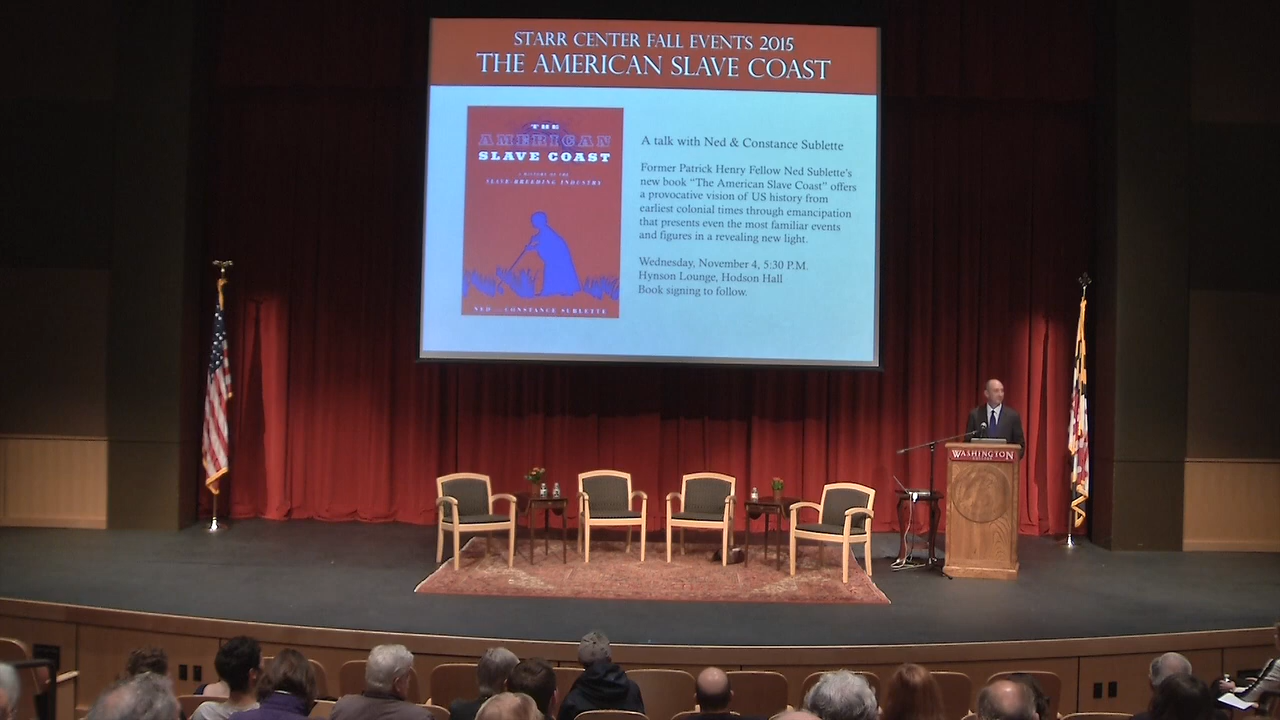 STARR CENTER FALL EVENTS 2015
THE AMERICAN SLAVE COAST
THE
AMERICAN
SLAVE COAST
A HISTORY OF THE
SLAVE-BREEDING INDUSTRY
NED AND CONSTANCE SUBLETTE
A talk with Ned & Constance Sublette
Former Patrick Henry Fellow Ned Sublette's
new book "The American Slave Coast" offers
a provocative vision of US history from
earliest colonial times through emancipation
that presents even the most familiar events
and figures in a revealing new light.
Wednesday, November 4, 5:30 P.M.
Hynson Lounge, Hodson Hall
Book signing to follow.
WASHINGTON
COLLEGE